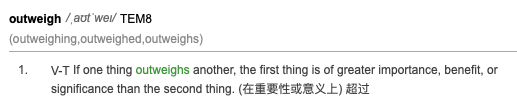 outweigh /ˌaʊtˈweɪ/ TEM8
(outweighing,outweighed,outweighs)
1. V-T If one thing outweighs another, the first thing is of greater importance, benefit, or
significance than the second thing. (在重要性或意义上) 超过